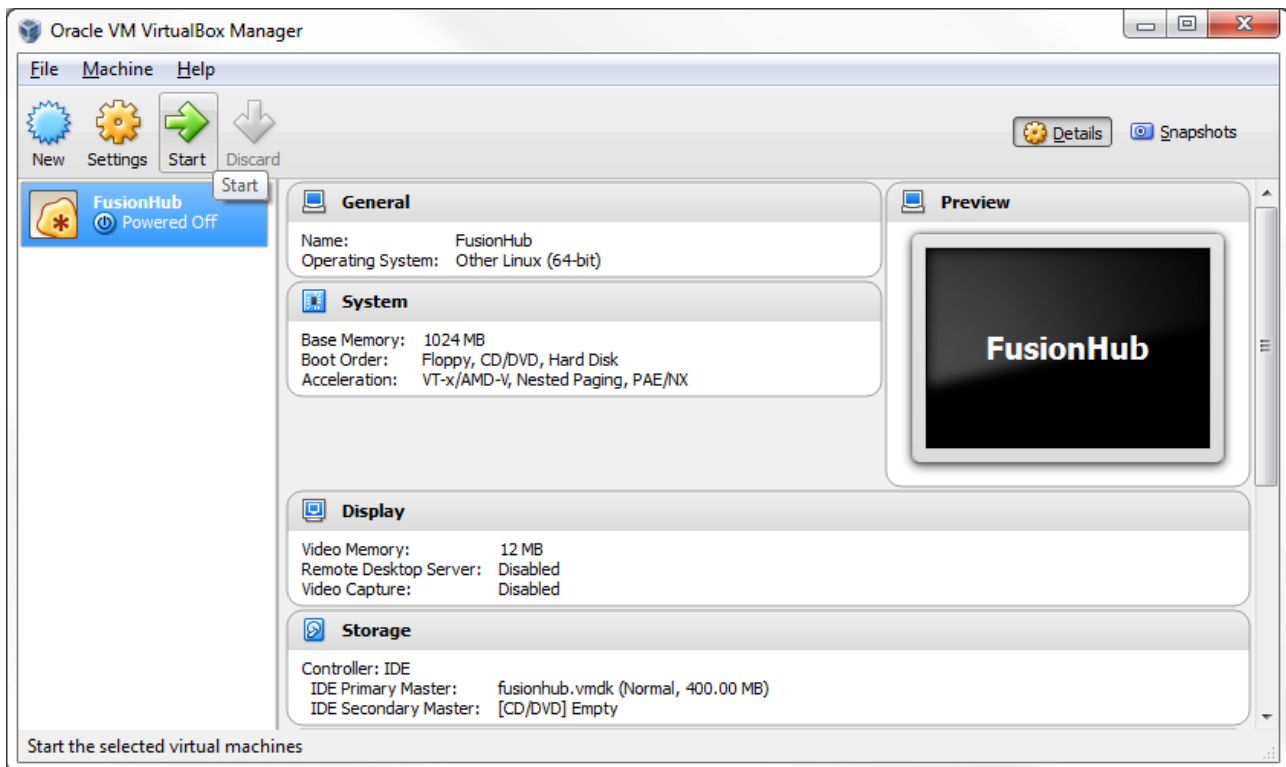 Oracle VM VirtualBox Manager
File Machine Help
New Settings Start Discard
Details Snapshots
Start
FusionHub
Powered Off
General
Name: FusionHub
Operating System: Other Linux (64-bit)
System
Base Memory: 1024 MB
Boot Order: Floppy, CD/DVD, Hard Disk
Acceleration: VT-x/AMD-V, Nested Paging, PAE/NX
Preview
FusionHub
Display
Video Memory: 12 MB
Remote Desktop Server: Disabled
Video Capture: Disabled
Storage
Controller: IDE
IDE Primary Master: fusionhub.vmdk (Normal, 400.00 MB)
IDE Secondary Master: [CD/DVD] Empty
Start the selected virtual machines